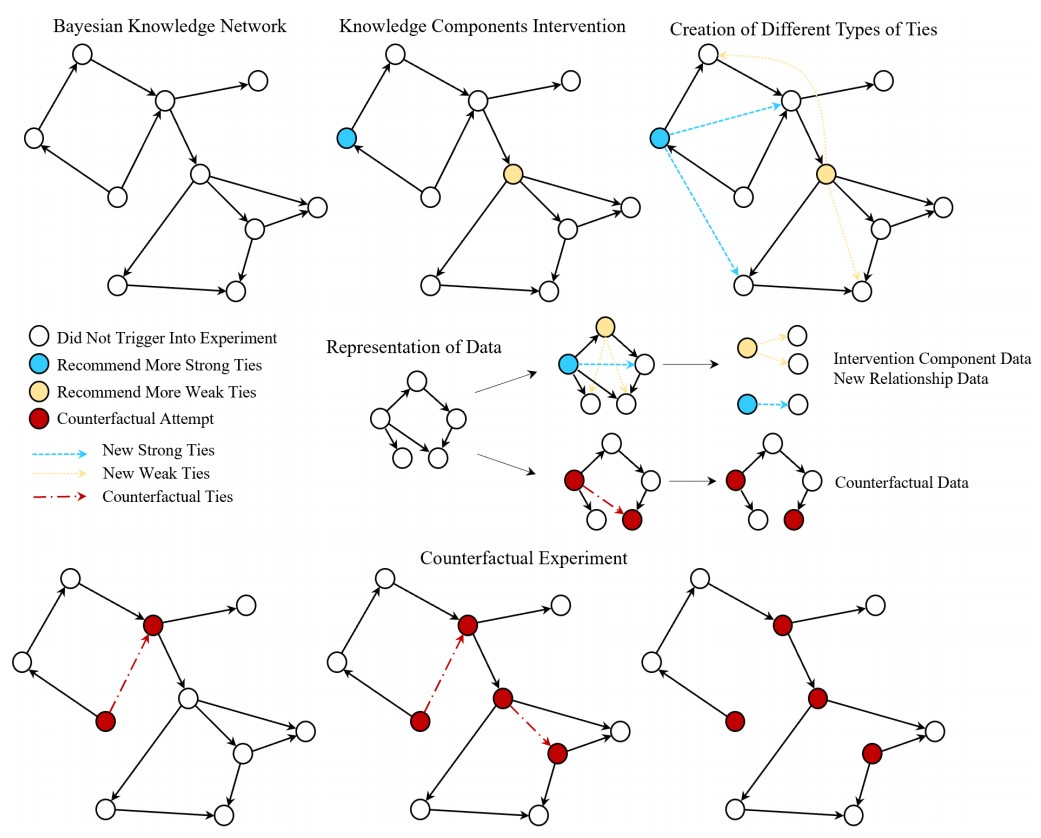 Bayesian Knowledge Network
Knowledge Components Intervention
Creation of Different Types of Ties
Did Not Trigger Into Experiment
Recommend More Strong Ties
Recommend More Weak Ties
Counterfactual Attempt
New Strong Ties
New Weak Ties
Counterfactual Ties
Representation of Data
Intervention Component Data
New Relationship Data
Counterfactual Data
Counterfactual Experiment